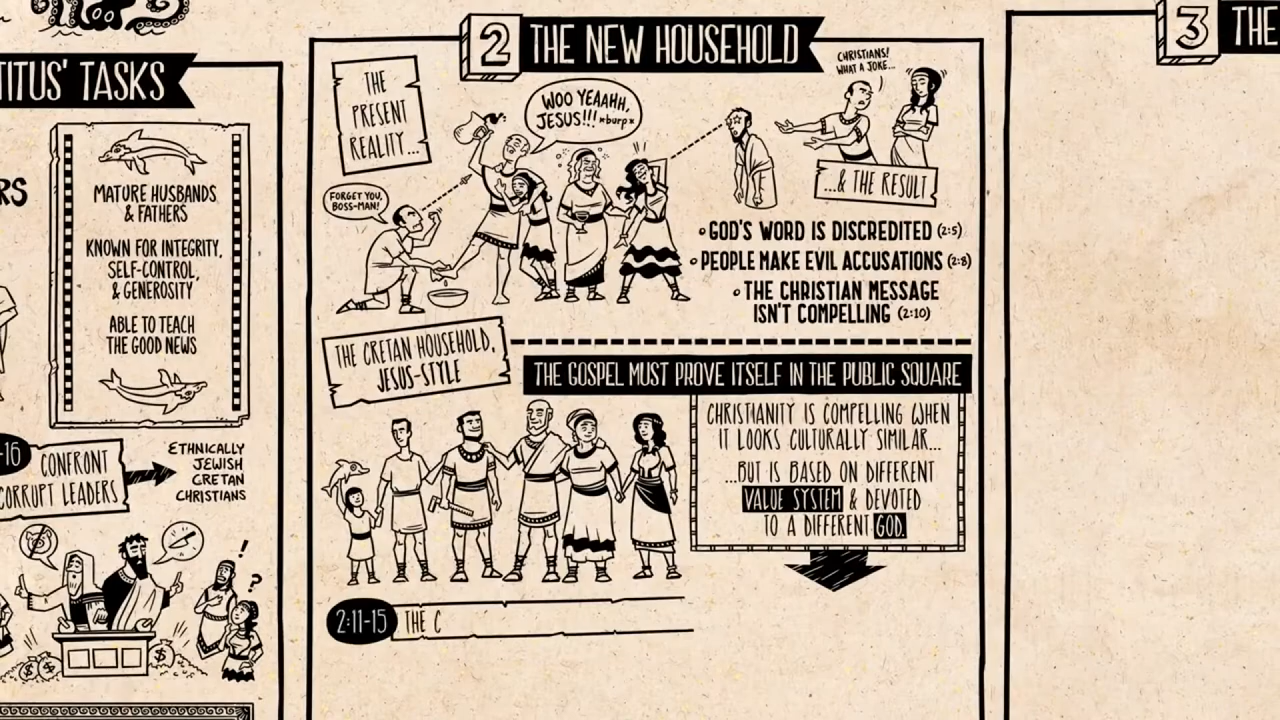 TITUS' TASKS
MATURE HUSBANDS
& FATHERS
KNOWN FOR INTEGRITY,
SELF-CONTROL,
& GENEROSITY
ABLE TO TEACH
THE GOOD NEWS
-16
CONFRONT
CORRUPT LEADERS
ETHNICALLY
JEWISH
CRETAN
CHRISTIANS
!
?
$ $ $
2 THE NEW HOUSEHOLD
THE
PRESENT
REALITY...
WOO YEAAHH,
JESUS!!! *burp*
FORGET YOU,
BOSS-MAN!
CHRISTIANS!
WHAT A JOKE...
...& THE RESULT
• GOD'S WORD IS DISCREDITED (2:5)
• PEOPLE MAKE EVIL ACCUSATIONS (2:8)
• THE CHRISTIAN MESSAGE
ISN'T COMPELLING (2:10)
THE CRETAN HOUSEHOLD,
JESUS-STYLE
THE GOSPEL MUST PROVE ITSELF IN THE PUBLIC SQUARE
CHRISTIANITY IS COMPELLING WHEN
IT LOOKS CULTURALLY SIMILAR...
...BUT IS BASED ON DIFFERENT
VALUE SYSTEM & DEVOTED
TO A DIFFERENT GOD.
2:11-15 THE C
3 THE